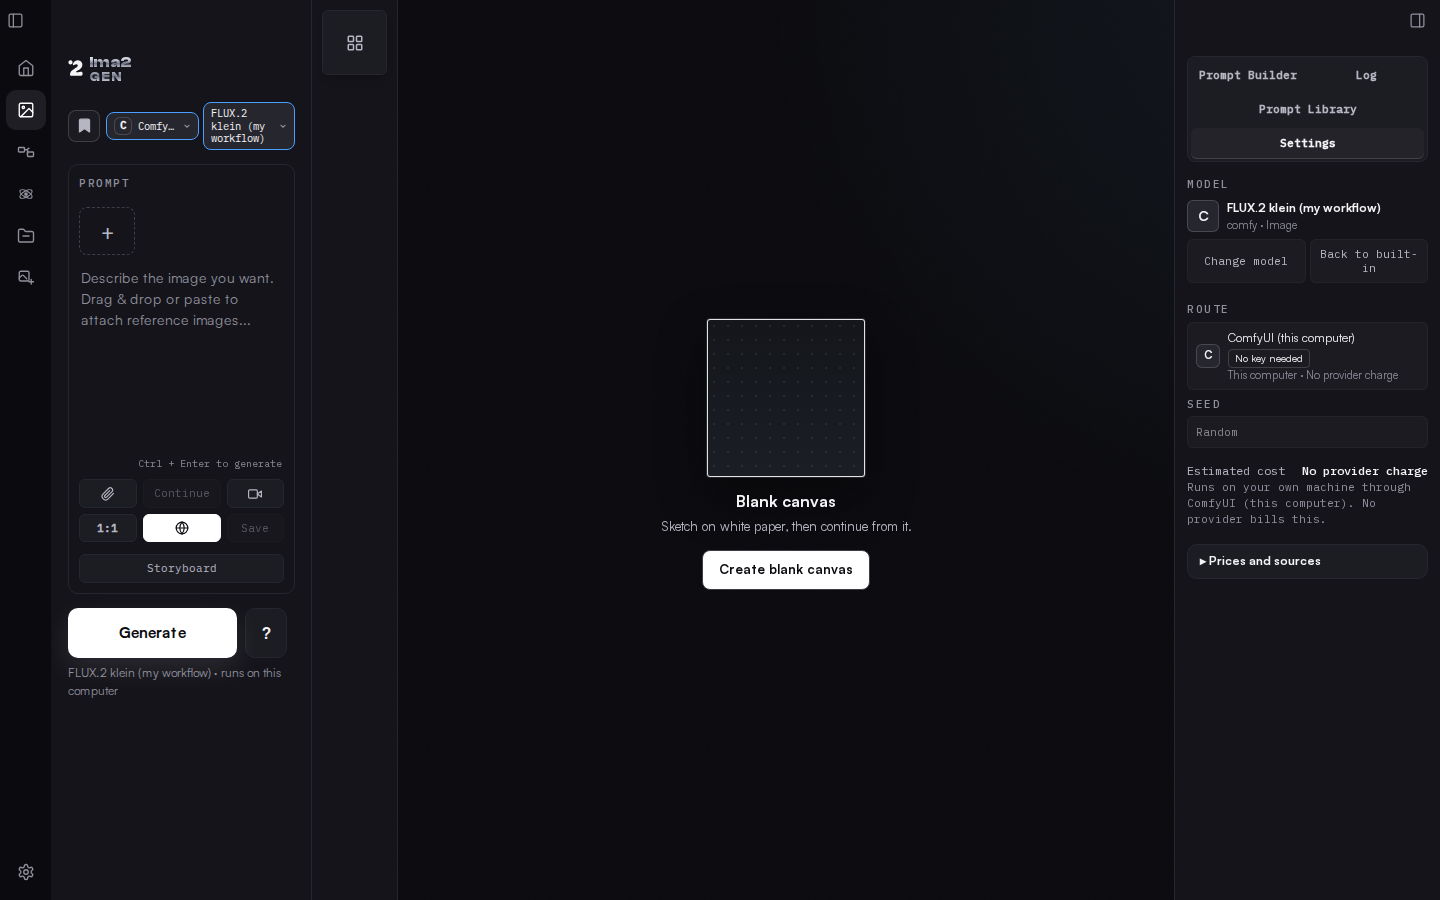 2 Ima2
GEN
C Comfy...
FLUX.2
klein (my
workflow)
PROMPT
+
Describe the image you want.
Drag & drop or paste to
attach reference images...
Ctrl + Enter to generate
Continue
1:1
Save
Storyboard
Generate
?
FLUX.2 klein (my workflow) · runs on this
computer
Blank canvas
Sketch on white paper, then continue from it.
Create blank canvas
Prompt Builder
Log
Prompt Library
Settings
MODEL
C
FLUX.2 klein (my workflow)
comfy · Image
Change model
Back to built-
in
ROUTE
C
ComfyUI (this computer)
No key needed
This computer · No provider charge
SEED
Random
Estimated cost No provider charge
Runs on your own machine through
ComfyUI (this computer). No
provider bills this.
▸ Prices and sources